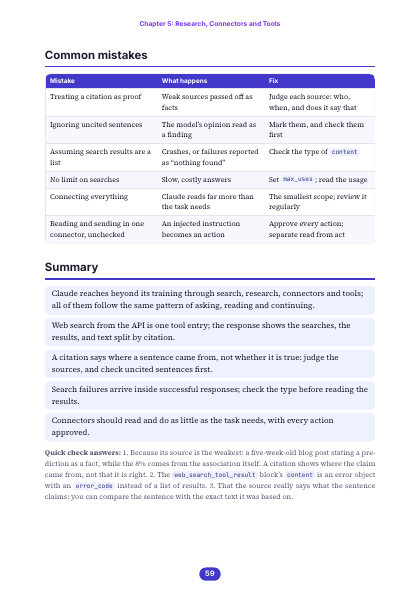 Chapter 5: Research, Connectors and Tools
Common mistakes
Mistake What happens Fix
Treating a citation as proof Weak sources passed off as facts Judge each source: who, when, and does it say that
Ignoring uncited sentences The model's opinion read as a finding Mark them, and check them first
Assuming search results are a list Crashes, or failures reported as “nothing found” Check the type of content
No limit on searches Slow, costly answers Set max_uses; read the usage
Connecting everything Claude reads far more than the task needs The smallest scope; review it regularly
Reading and sending in one connector, unchecked An injected instruction becomes an action Approve every action; separate read from act
Summary
Claude reaches beyond its training through search, research, connectors and tools;
all of them follow the same pattern of asking, reading and continuing.
Web search from the API is one tool entry; the response shows the searches, the
results, and text split by citation.
A citation says where a sentence came from, not whether it is true: judge the
sources, and check uncited sentences first.
Search failures arrive inside successful responses; check the type before reading the
results.
Connectors should read and do as little as the task needs, with every action
approved.
Quick check answers: 1. Because its source is the weakest: a five-week-old blog post stating a pre-
diction as a fact, while the 8% comes from the association itself. A citation shows where the claim
came from, not that it is right. 2. The web_search_tool_result block's content is an error object
with an error_code instead of a list of results. 3. That the source really says what the sentence
claims: you can compare the sentence with the exact text it was based on.
59